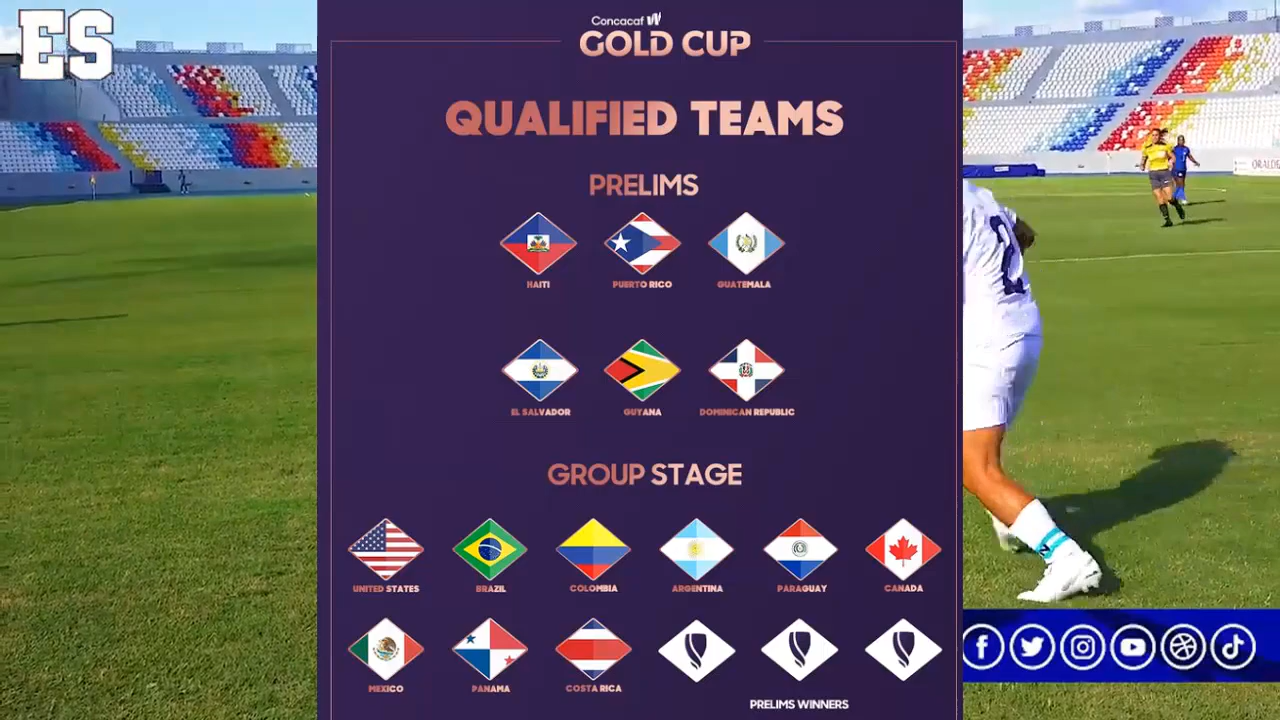 ES
Concacaf W
GOLD CUP
QUALIFIED TEAMS
PRELIMS
HAITI PUERTO RICO GUATEMALA
EL SALVADOR GUYANA DOMINICAN REPUBLIC
GROUP STAGE
UNITED STATES BRAZIL COLOMBIA ARGENTINA PARAGUAY CANADA
MEXICO PANAMA COSTA RICA
PRELIMS WINNERS
2